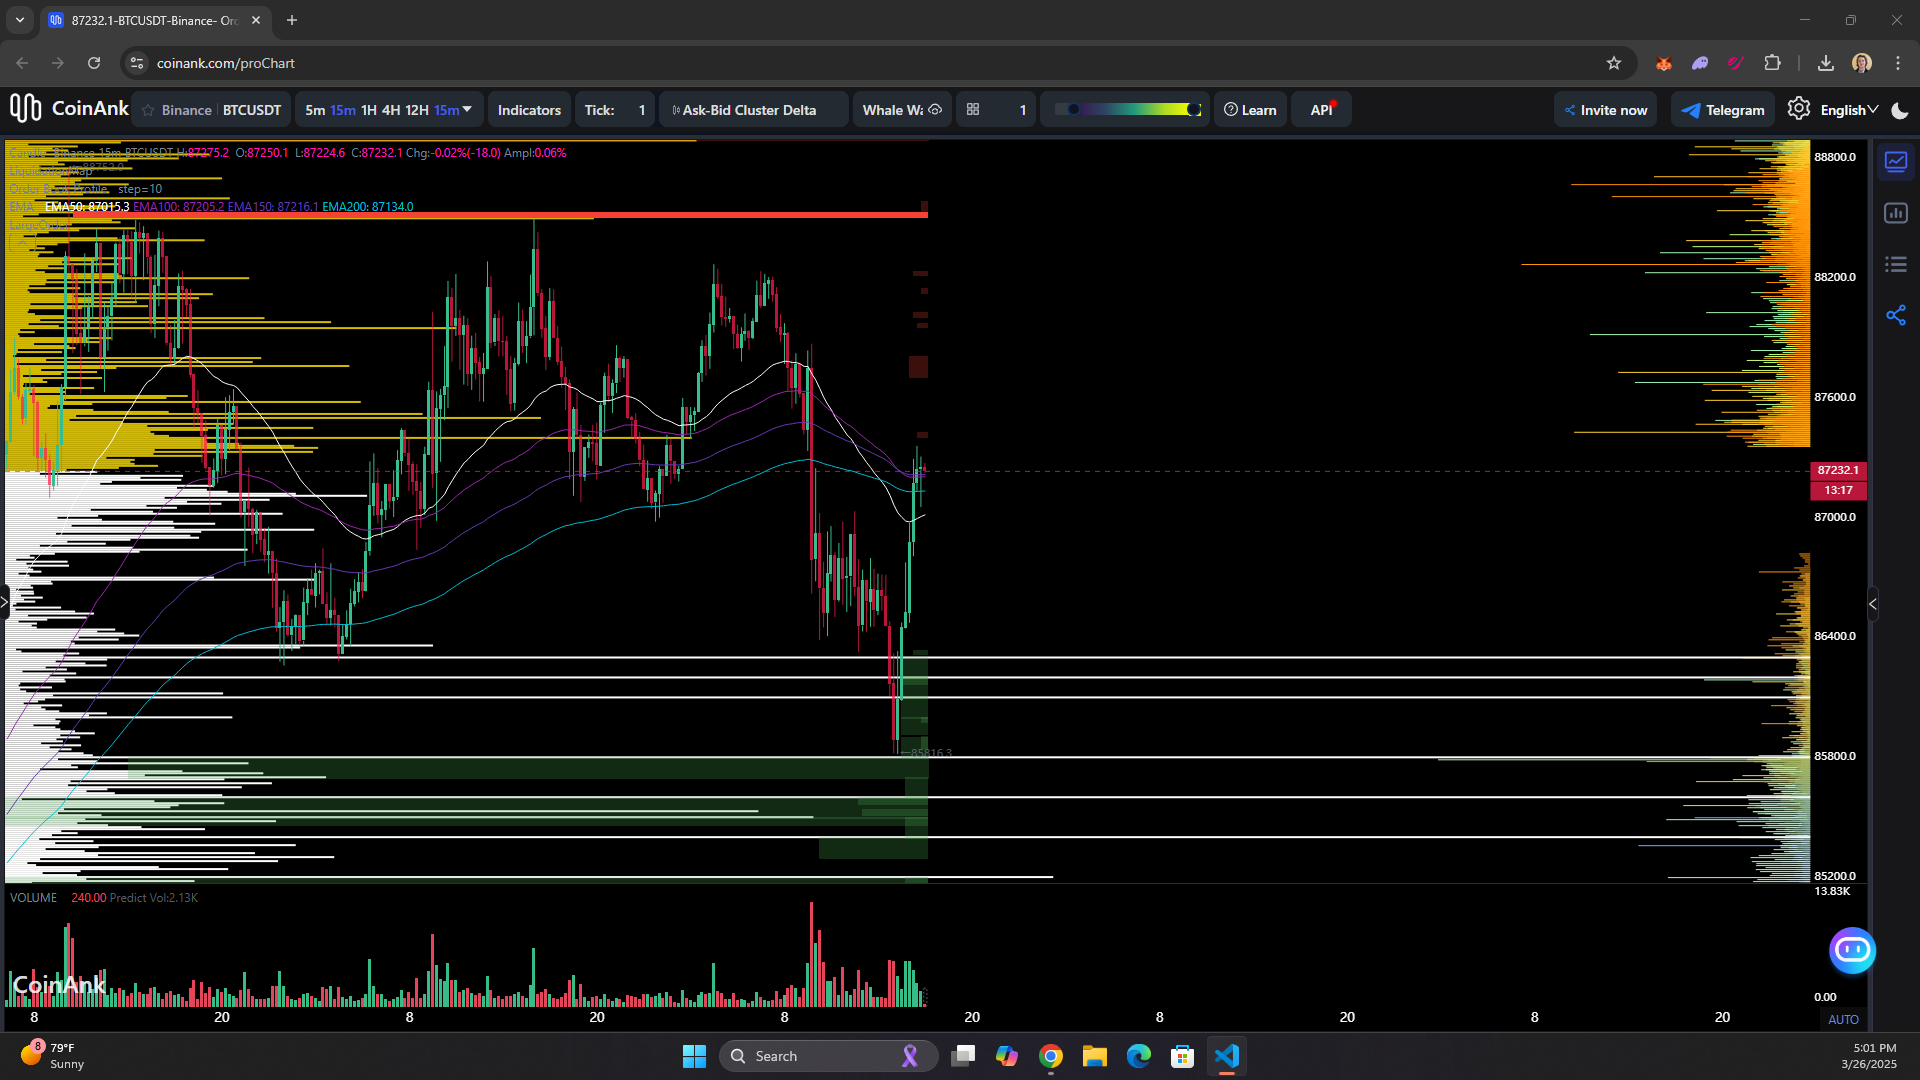 87232.1-BTCUSDT-Binance- Or
coinank.com/proChart
CoinAnk
Binance BTCUSDT
5m 15m 1H 4H 12H 15m
Indicators
Tick: 1
Ask-Bid Cluster Delta
Whale Wa
1
Learn
API
Invite now
Telegram
English
Binance 15m BTCUSDT H:87275.2 O:87250.1 L:87224.6 C:87232.1 Chg:-0.02%(-18.0) Ampl:0.06%
Liquidation Map
Order Book Profile step=10
EMA EMA50: 87015.3 EMA100: 87205.2 EMA150: 87216.1 EMA200: 87134.0
88800.0
88200.0
87600.0
87232.1
13:17
87000.0
86400.0
←85816.3
85800.0
85200.0
VOLUME 240.00 Predict Vol:2.13K
13.83K
CoinAnk
0.00
8 20 8 20 8 20 8 20 8 20
AUTO
8
79°F
Sunny
Search
5:01 PM
3/26/2025